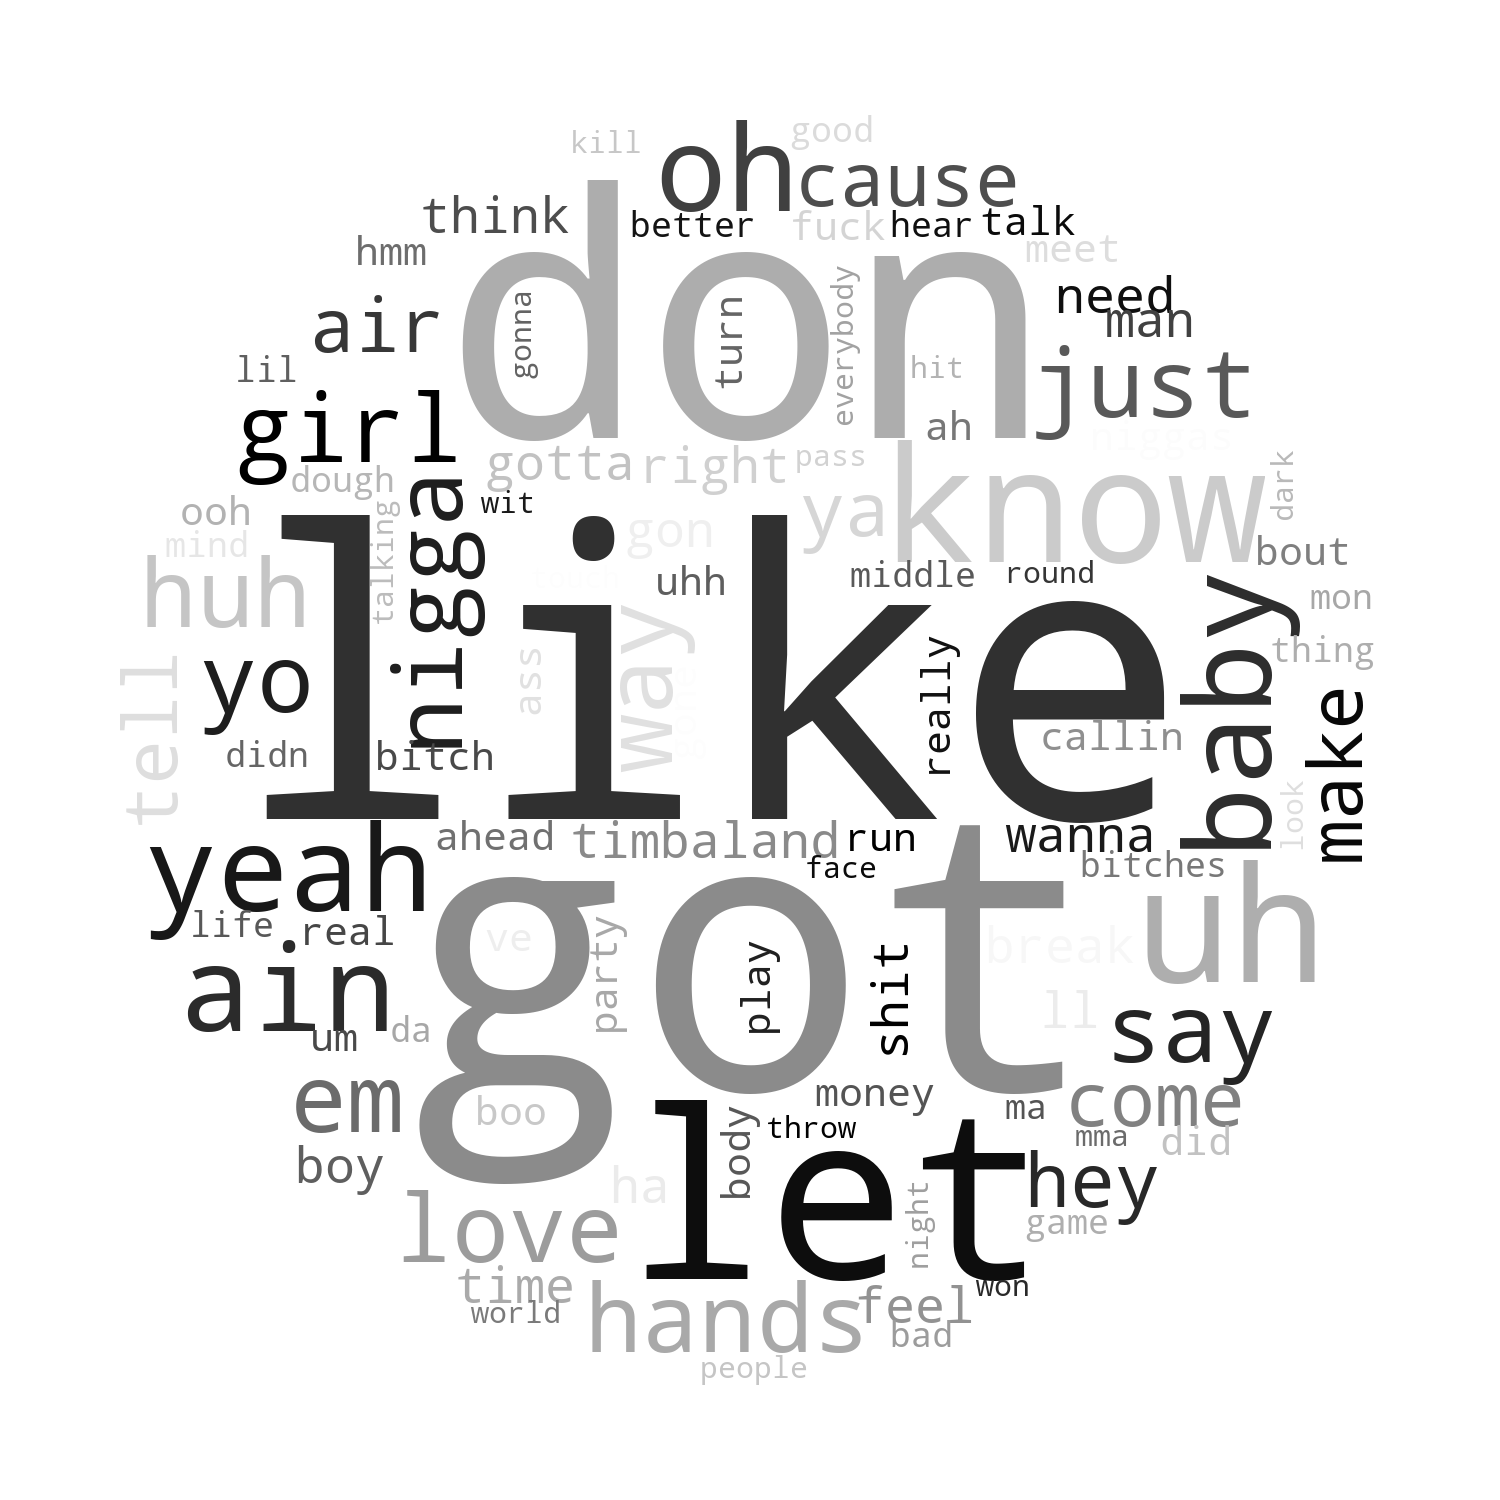 kill
good
oh
cause
think
better
fuck
hear
talk
hmm
meet
don
need
man
air
gonna
turn
everybody
lil
hit
just
girl
ah
niggas
gotta
right
pass
know
dough
nigga
wit
ya
dark
ooh
talking
gon
mind
bout
huh
like
touch
uhh
middle
round
baby
mon
tell
yo
ass
way
gone
really
thing
make
didn
bitch
callin
look
yeah
ahead
timbaland
run
wanna
face
bitches
got
uh
life
real
ve
party
play
shit
break
ain
um
da
ll
say
em
boo
money
ma
come
let
body
throw
mma
did
boy
ha
hey
love
night
game
time
world
hands
feel
won
bad
people